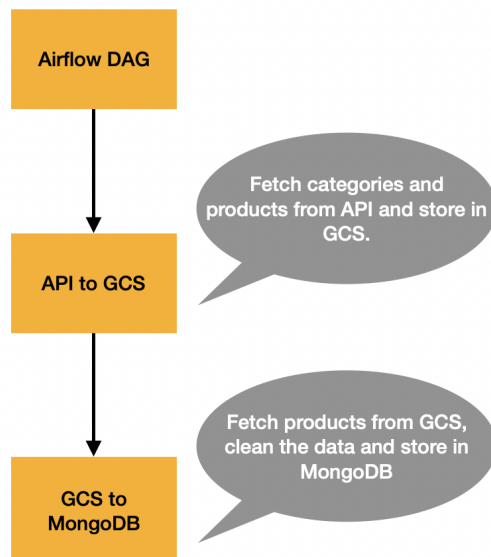 Airflow DAG
Fetch categories and
products from API and store in
GCS.
API to GCS
Fetch products from GCS,
clean the data and store in
MongoDB
GCS to
MongoDB